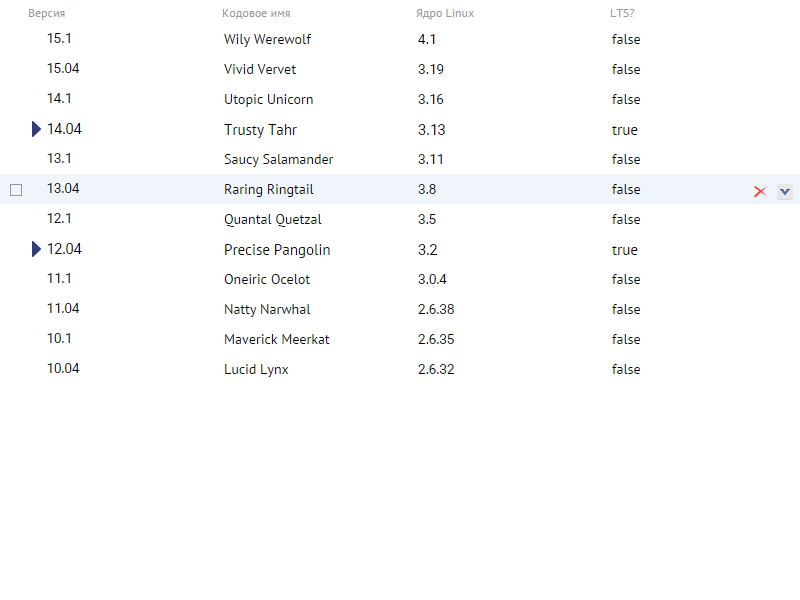 Версия Кодовое имя Ядро Linux LTS?
15.1 Wily Werewolf 4.1 false
15.04 Vivid Vervet 3.19 false
14.1 Utopic Unicorn 3.16 false
14.04 Trusty Tahr 3.13 true
13.1 Saucy Salamander 3.11 false
13.04 Raring Ringtail 3.8 false
12.1 Quantal Quetzal 3.5 false
12.04 Precise Pangolin 3.2 true
11.1 Oneiric Ocelot 3.0.4 false
11.04 Natty Narwhal 2.6.38 false
10.1 Maverick Meerkat 2.6.35 false
10.04 Lucid Lynx 2.6.32 false